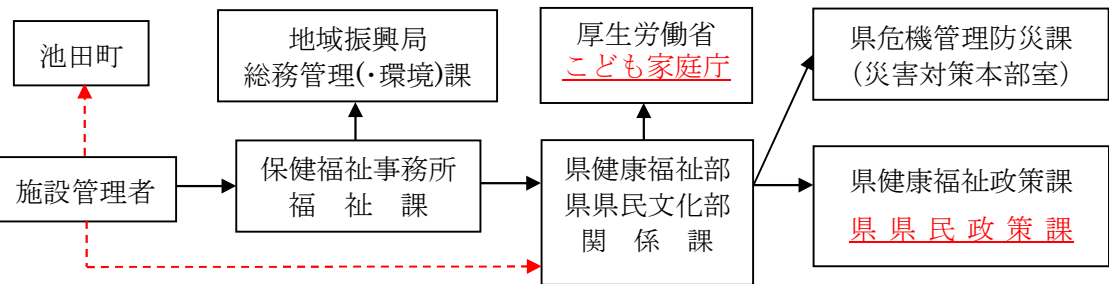 池田町
地域振興局
総務管理(・環境)課
厚生労働省
こども家庭庁
県危機管理防災課
（災害対策本部室）
施設管理者
保健福祉事務所
福　祉　課
県健康福祉部
県県民文化部
関　係　課
県健康福祉政策課
県 県 民 政 策 課